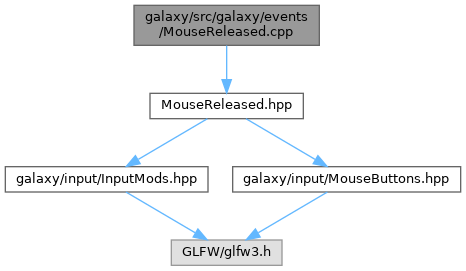 galaxy/src/galaxy/events
/MouseReleased.cpp
MouseReleased.hpp
galaxy/input/InputMods.hpp
galaxy/input/MouseButtons.hpp
GLFW/glfw3.h